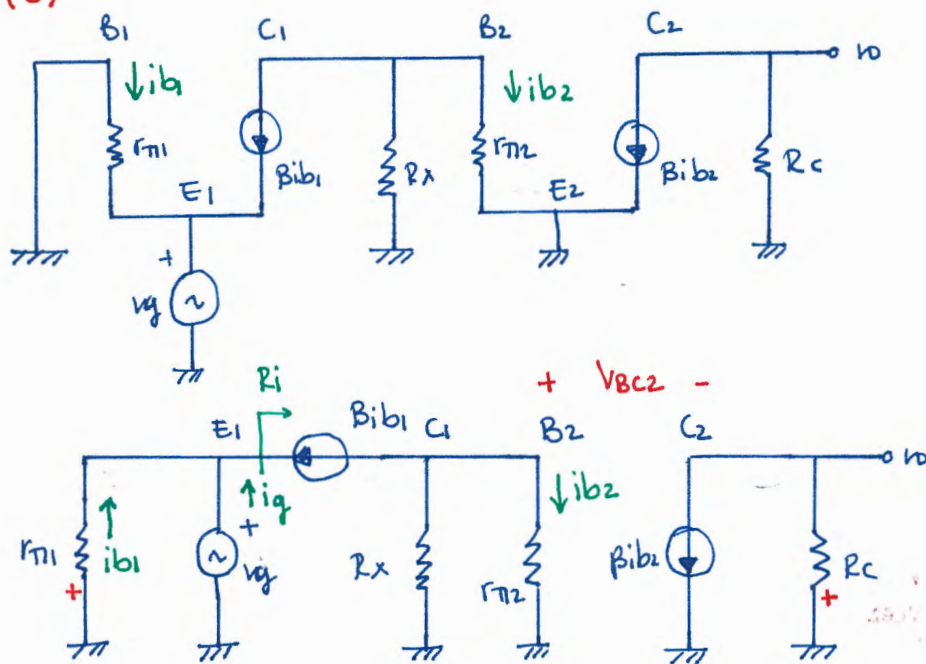 B1 C1 B2 C2
vo
↓ib1 ↓ib2
rπ1 Bib1 Rx rπ2 Bib2 Rc
E1 E2
+
vg
Ri + VBC2 -
E1 Bib1 C1 B2 C2
vo
ib1 ig ↓ib2
+
rπ1 vg Rx rπ2 βib2 Rc
+ +